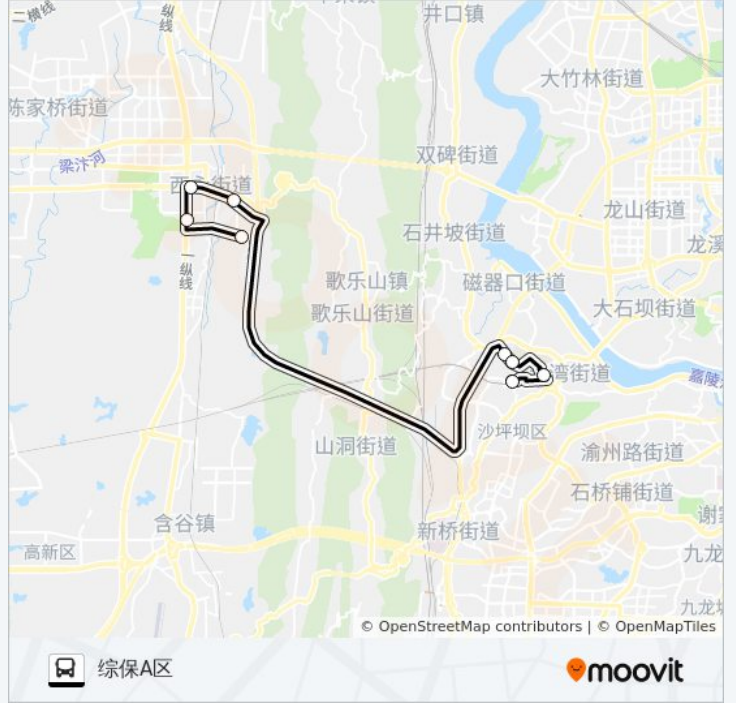 二横线
纵线
井口镇
大竹林街道
陈家桥街道
双碑街道
梁汴河
龙山街道
石井坡街道
龙溪
一纵线
歌乐山镇
磁器口街道
歌乐山街道
大石坝街道
湾街道
嘉陵
沙坪坝区
山洞街道
渝州路街道
石桥铺街道
谢家
含谷镇
新桥街道
高新区
九龙
九龙坡
© OpenStreetMap contributors | © OpenMapTiles
综保A区
moovit